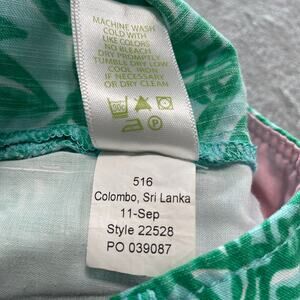 MACHINE WASH
COLD WITH
LIKE COLORS
NO BLEACH
DRY PROMPTLY
TUMBLE DRY LOW
COOL IRON
IF NEEDED
OR DRY CLEAN
516
Colombo, Sri Lanka
11-Sep
Style 22528
PO 039087